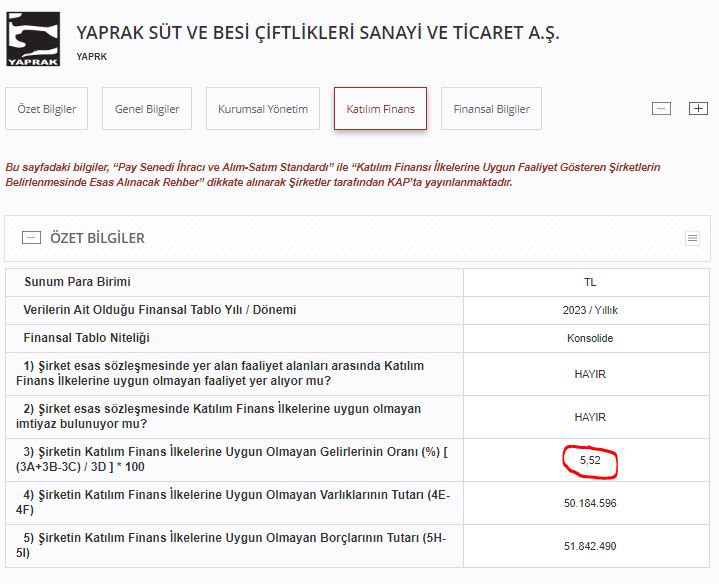 YAPRAK
YAPRAK SÜT VE BESİ ÇİFTLİKLERİ SANAYİ VE TİCARET A.Ş.
YAPRK
Özet Bilgiler
Genel Bilgiler
Kurumsal Yönetim
Katılım Finans
Finansal Bilgiler
Bu sayfadaki bilgiler, “Pay Senedi İhracı ve Alım-Satım Standardı” ile “Katılım Finansı İlkelerine Uygun Faaliyet Gösteren Şirketlerin
Belirlenmesinde Esas Alınacak Rehber” dikkate alınarak Şirketler tarafından KAP’ta yayınlanmaktadır.
ÖZET BİLGİLER
Sunum Para Birimi
TL
Verilerin Ait Olduğu Finansal Tablo Yılı / Dönemi
2023 / Yıllık
Finansal Tablo Niteliği
Konsolide
1) Şirket esas sözleşmesinde yer alan faaliyet alanları arasında Katılım
Finans İlkelerine uygun olmayan faaliyet yer alıyor mu?
HAYIR
2) Şirket esas sözleşmesinde Katılım Finans İlkelerine uygun olmayan
imtiyaz bulunuyor mu?
HAYIR
3) Şirketin Katılım Finans İlkelerine Uygun Olmayan Gelirlerinin Oranı (%) [
(3A+3B-3C) / 3D ] * 100
5,52
4) Şirketin Katılım Finans İlkelerine Uygun Olmayan Varlıklarının Tutarı (4E-
4F)
50.184.596
5) Şirketin Katılım Finans İlkelerine Uygun Olmayan Borçlarının Tutarı (5H-
5I)
51.842.490